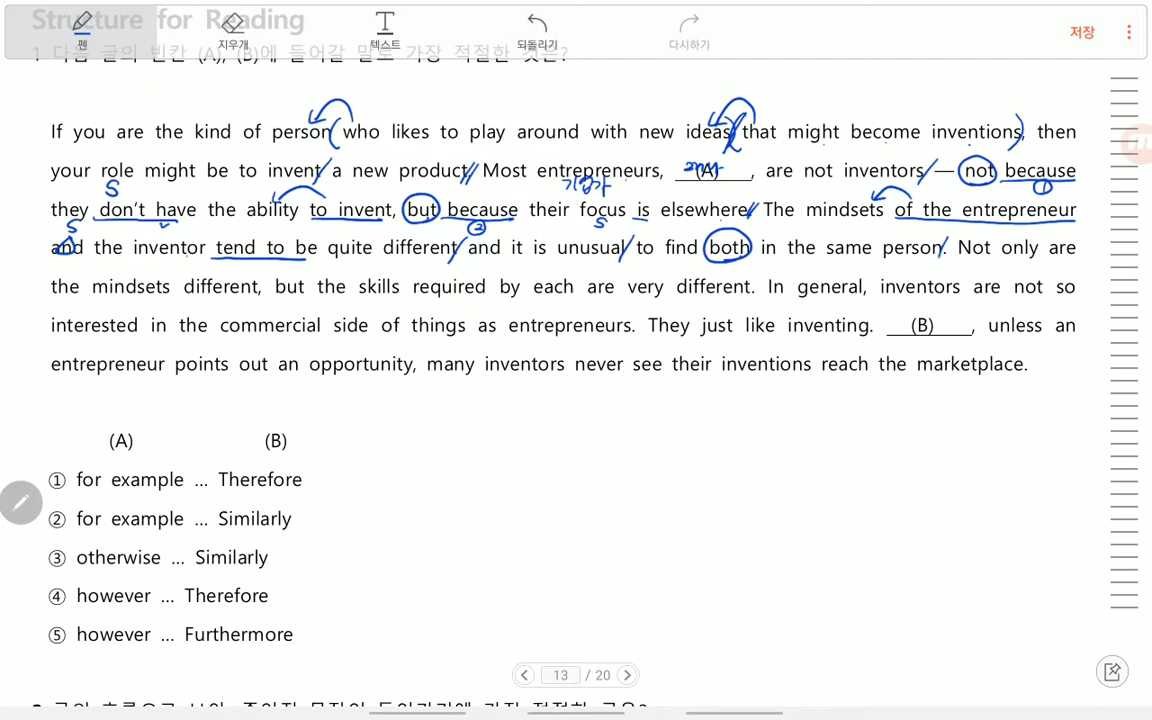 Structure for Reading
펜
지우개
텍스트
되돌리기
다시하기
저장
1 다음 글의 빈칸 (A), (B)에 들어갈 말로 가장 적절한 것은?
If you are the kind of person who likes to play around with new ideas that might become inventions, then
your role might be to invent a new product. Most entrepreneurs, (A) , are not inventors — not because
기업가
S ①
they don't have the ability to invent, but because their focus is elsewhere. The mindsets of the entrepreneur
S V ② S
and the inventor tend to be quite different and it is unusual to find both in the same person. Not only are
the mindsets different, but the skills required by each are very different. In general, inventors are not so
interested in the commercial side of things as entrepreneurs. They just like inventing. (B) , unless an
entrepreneur points out an opportunity, many inventors never see their inventions reach the marketplace.
(A) (B)
① for example ... Therefore
② for example ... Similarly
③ otherwise ... Similarly
④ however ... Therefore
⑤ however ... Furthermore
13 / 20